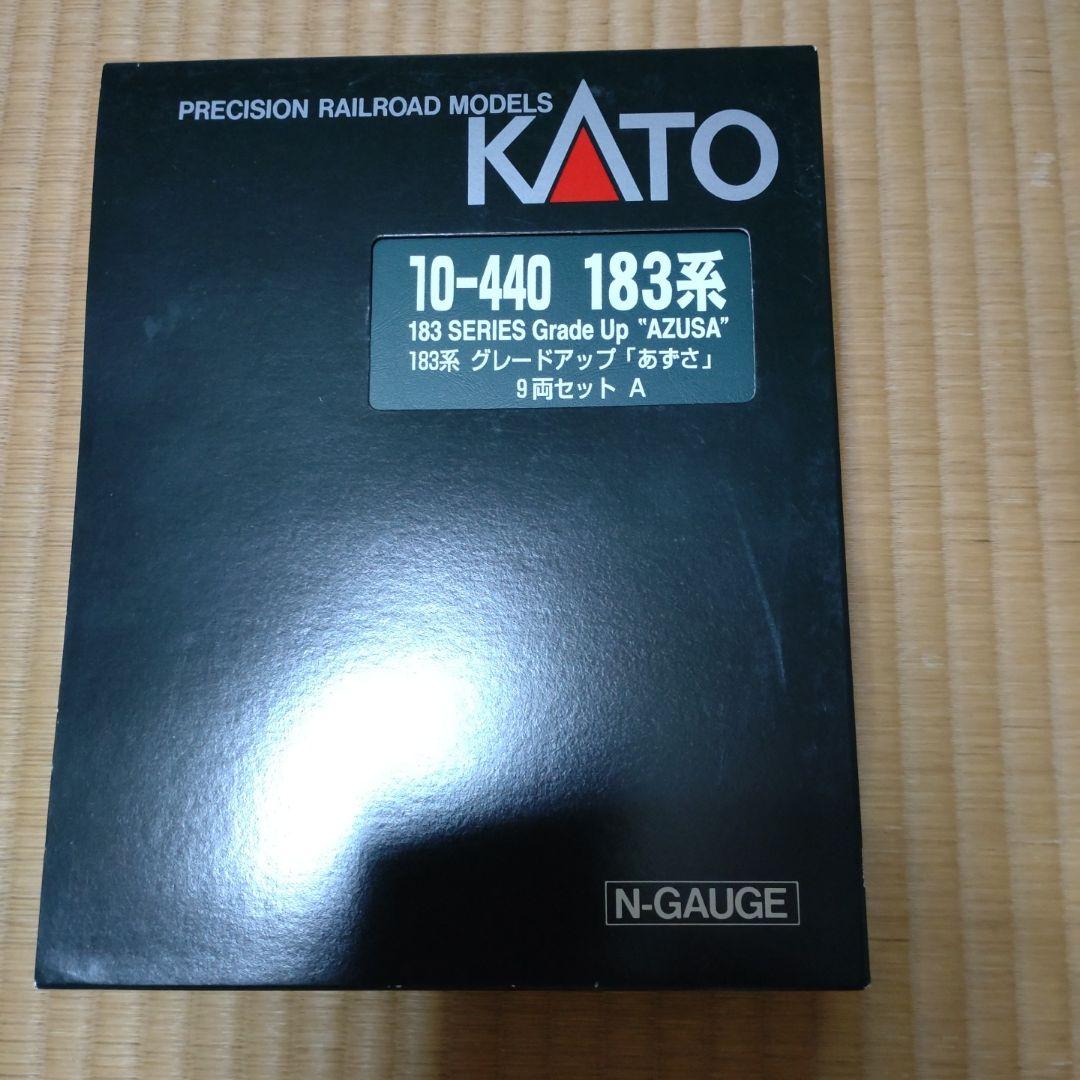 PRECISION RAILROAD MODELS
KATO
10-440 183系
183 SERIES Grade Up "AZUSA"
183系 グレードアップ「あずさ」
9両セット A
N-GAUGE